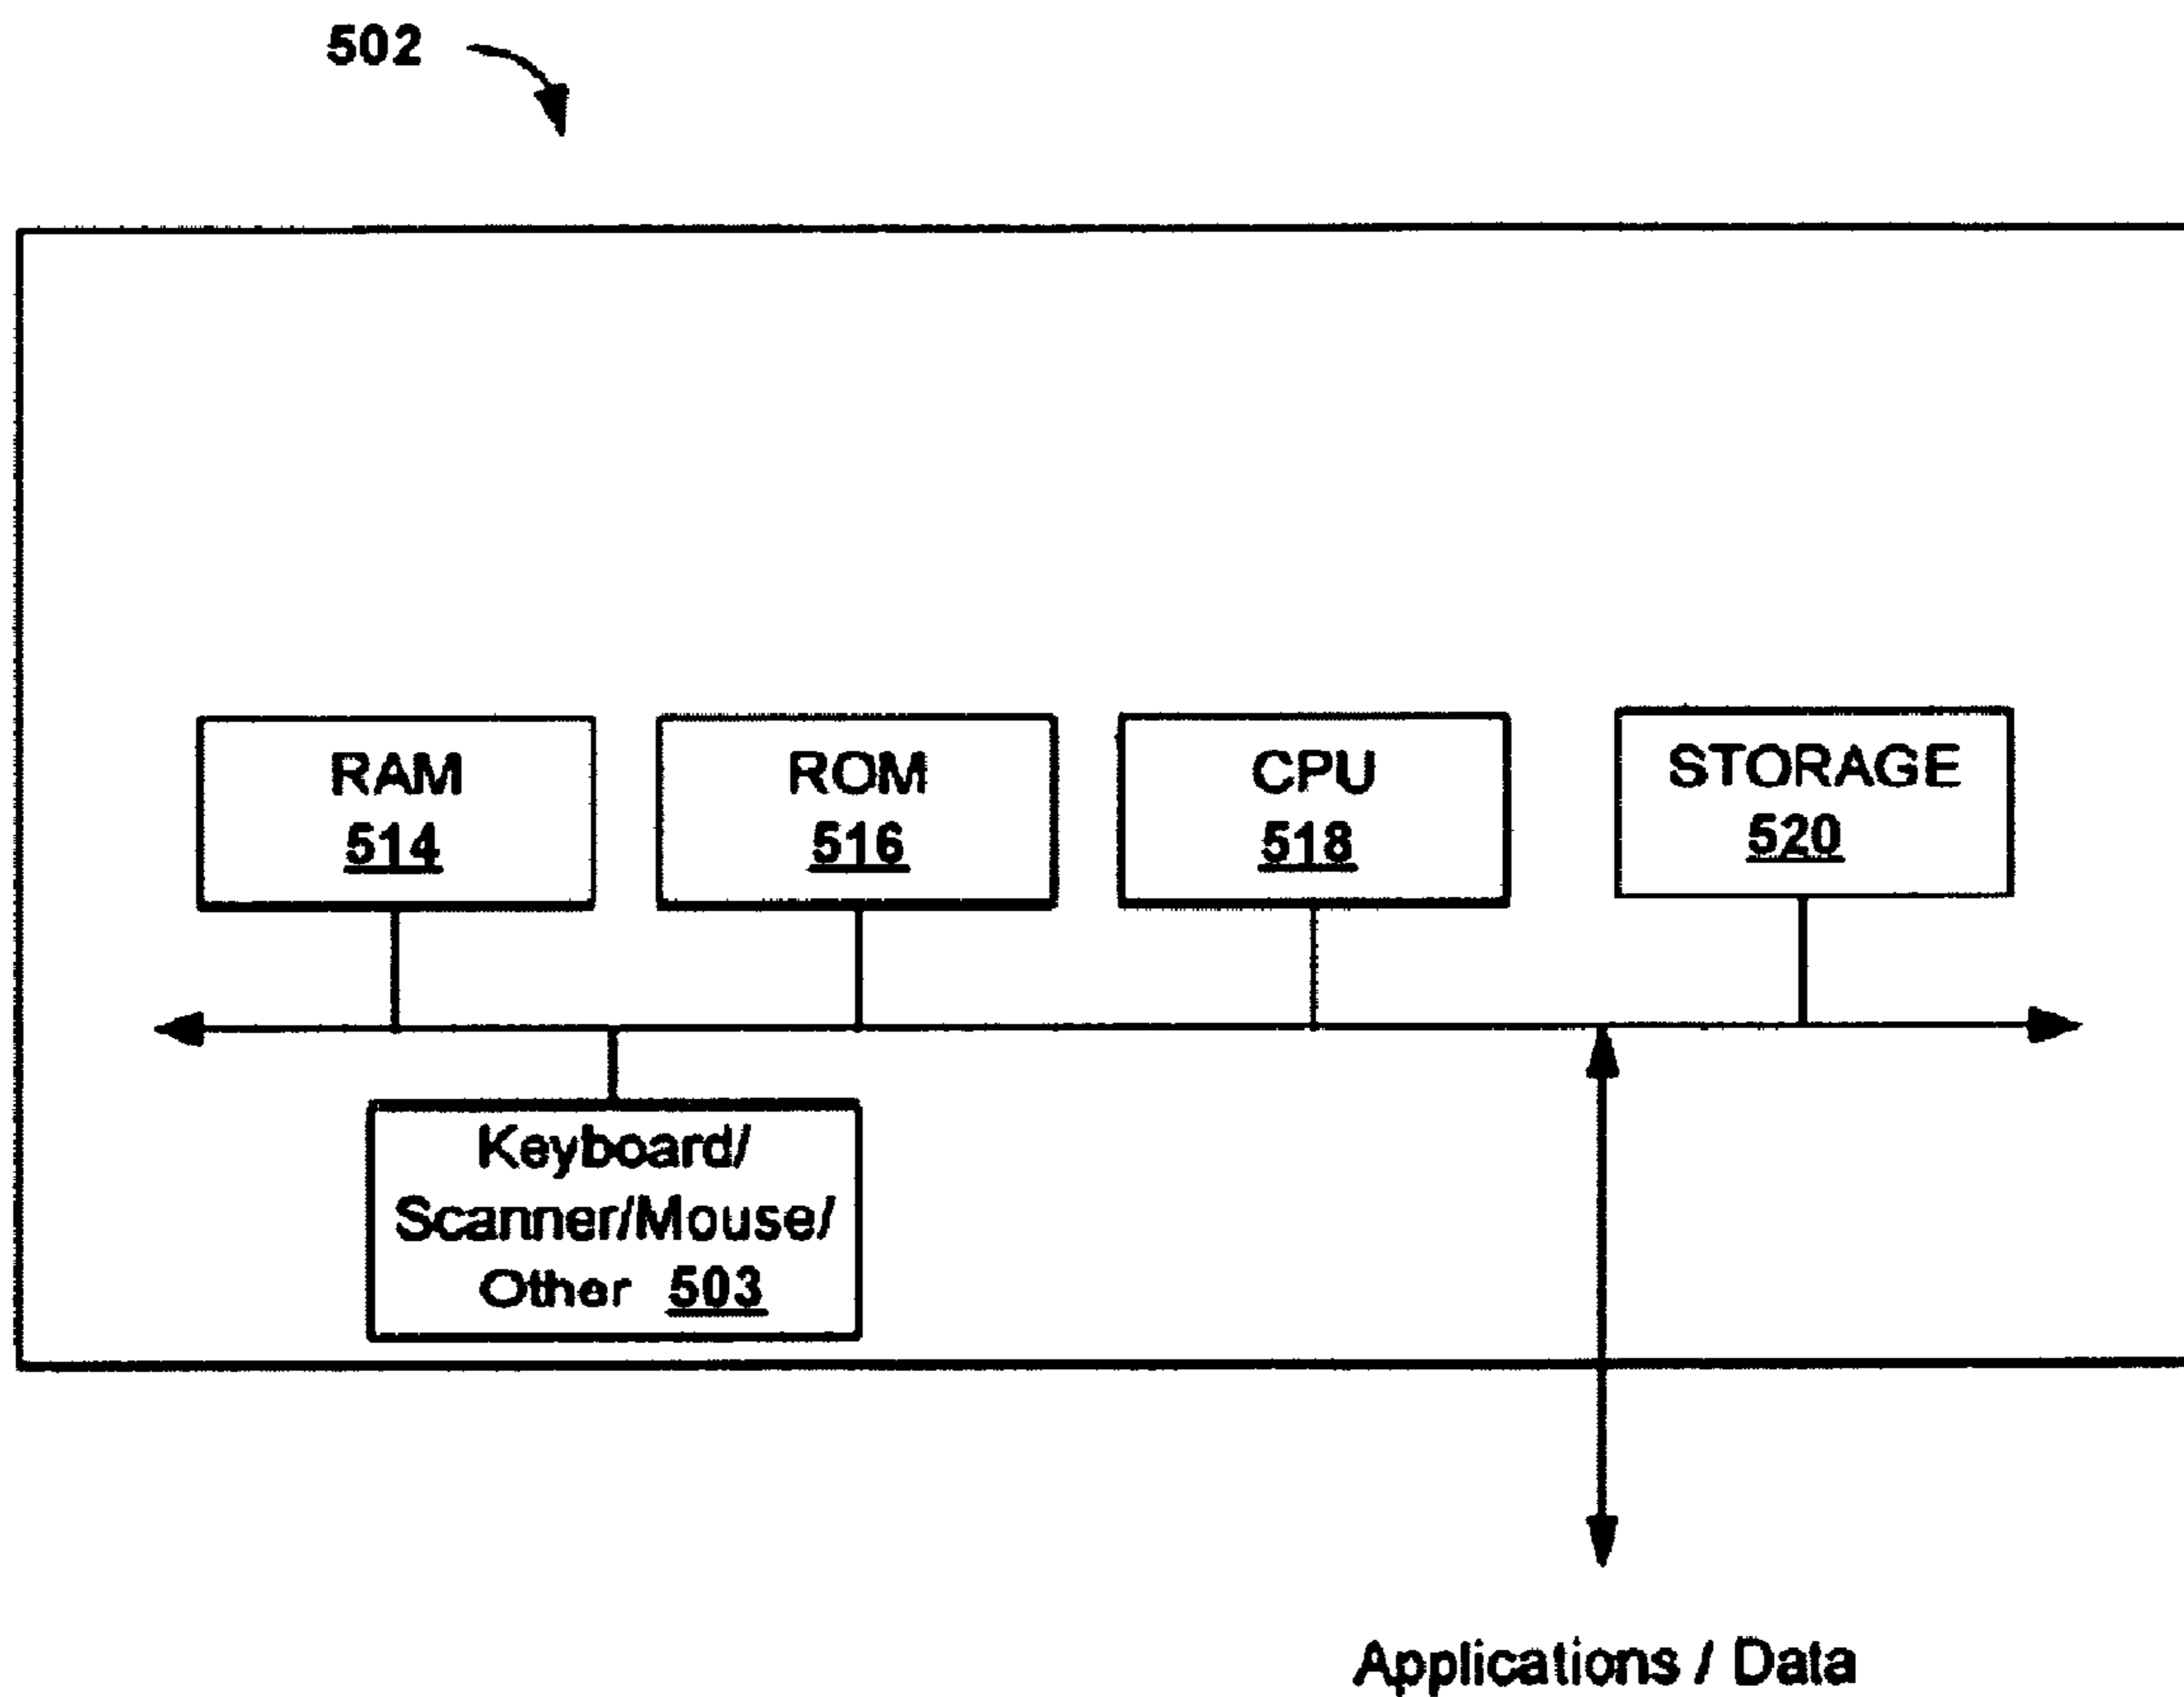 502
RAM
514
ROM
516
CPU
518
STORAGE
520
Keyboard/
Scanner/Mouse/
Other 503
Applications / Data